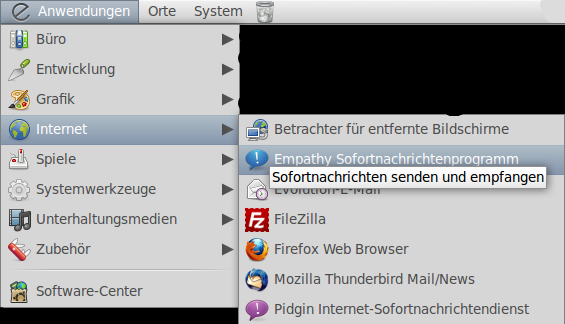 Anwendungen Orte System
Büro
Entwicklung
Grafik
Internet
Spiele
Systemwerkzeuge
Unterhaltungsmedien
Zubehör
Software-Center
Betrachter für entfernte Bildschirme
Empathy Sofortnachrichtenprogramm
Sofortnachrichten senden und empfangen
Evolution-E-Mail
FileZilla
Firefox Web Browser
Mozilla Thunderbird Mail/News
Pidgin Internet-Sofortnachrichtendienst